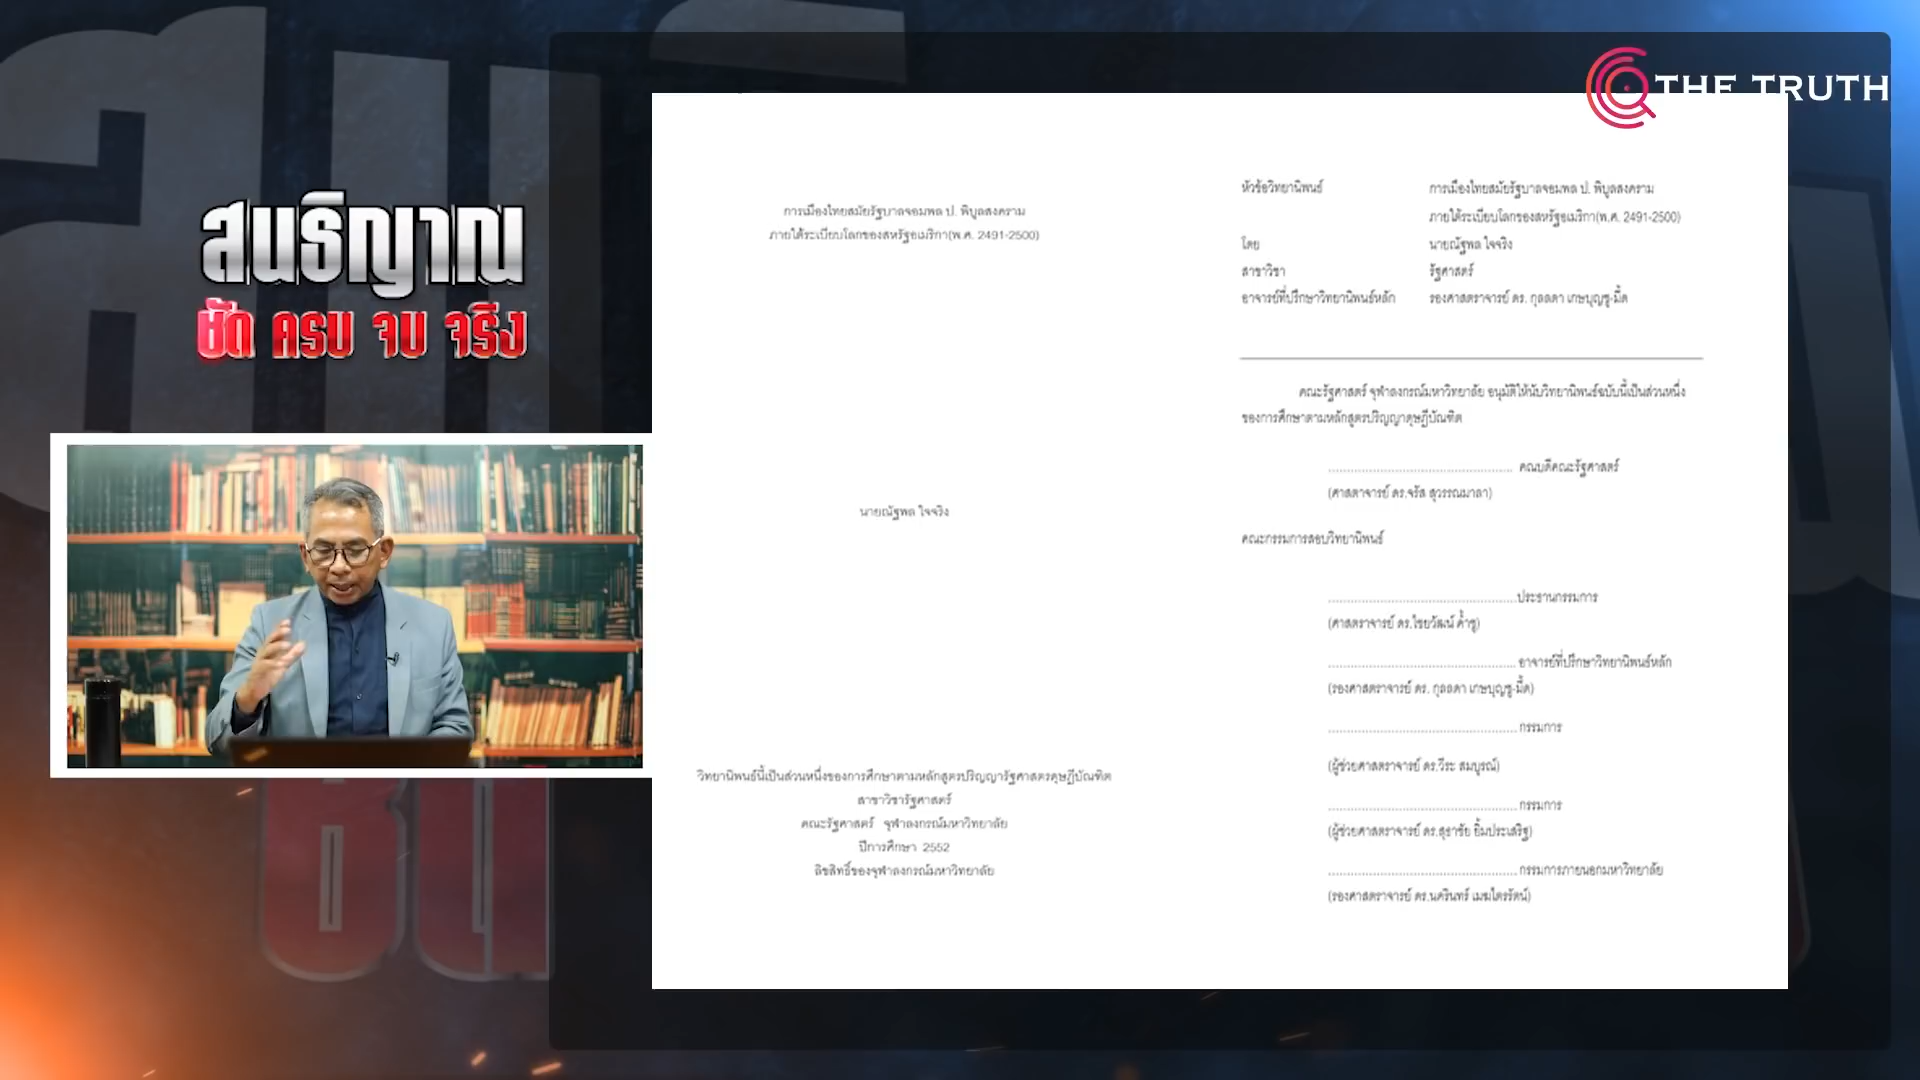 THE TRUTH
สนธิญาณ
ชัด ครบ จบ จริง
การเมืองไทยสมัยรัฐบาลจอมพล ป. พิบูลสงคราม
ภายใต้ระเบียบโลกของสหรัฐอเมริกา(พ.ศ. 2491-2500)
นายณัฐพล ใจจริง
วิทยานิพนธ์นี้เป็นส่วนหนึ่งของการศึกษาตามหลักสูตรปริญญารัฐศาสตรดุษฎีบัณฑิต
สาขาวิชารัฐศาสตร์
คณะรัฐศาสตร์ จุฬาลงกรณ์มหาวิทยาลัย
ปีการศึกษา 2552
ลิขสิทธิ์ของจุฬาลงกรณ์มหาวิทยาลัย
หัวข้อวิทยานิพนธ์ การเมืองไทยสมัยรัฐบาลจอมพล ป. พิบูลสงคราม
ภายใต้ระเบียบโลกของสหรัฐอเมริกา(พ.ศ. 2491-2500)
โดย นายณัฐพล ใจจริง
สาขาวิชา รัฐศาสตร์
อาจารย์ที่ปรึกษาวิทยานิพนธ์หลัก รองศาสตราจารย์ ดร. กุลลดา เกษบุญชู-มี้ด
คณะรัฐศาสตร์ จุฬาลงกรณ์มหาวิทยาลัย อนุมัติให้นับวิทยานิพนธ์ฉบับนี้เป็นส่วนหนึ่ง
ของการศึกษาตามหลักสูตรปริญญาดุษฎีบัณฑิต
................................................ คณบดีคณะรัฐศาสตร์
(ศาสตาจารย์ ดร.จรัส สุวรรณมาลา)
คณะกรรมการสอบวิทยานิพนธ์
................................................ประธานกรรมการ
(ศาสตราจารย์ ดร.ไชยวัฒน์ ค้ำชู)
................................................ อาจารย์ที่ปรึกษาวิทยานิพนธ์หลัก
(รองศาสตราจารย์ ดร. กุลลดา เกษบุญชู-มี้ด)
................................................ กรรมการ
(ผู้ช่วยศาสตราจารย์ ดร.วีระ สมบูรณ์)
................................................ กรรมการ
(ผู้ช่วยศาสตราจารย์ ดร.สุธาชัย ยิ้มประเสริฐ)
................................................ กรรมการภายนอกมหาวิทยาลัย
(รองศาสตราจารย์ ดร.นครินทร์ เมฆไตรรัตน์)